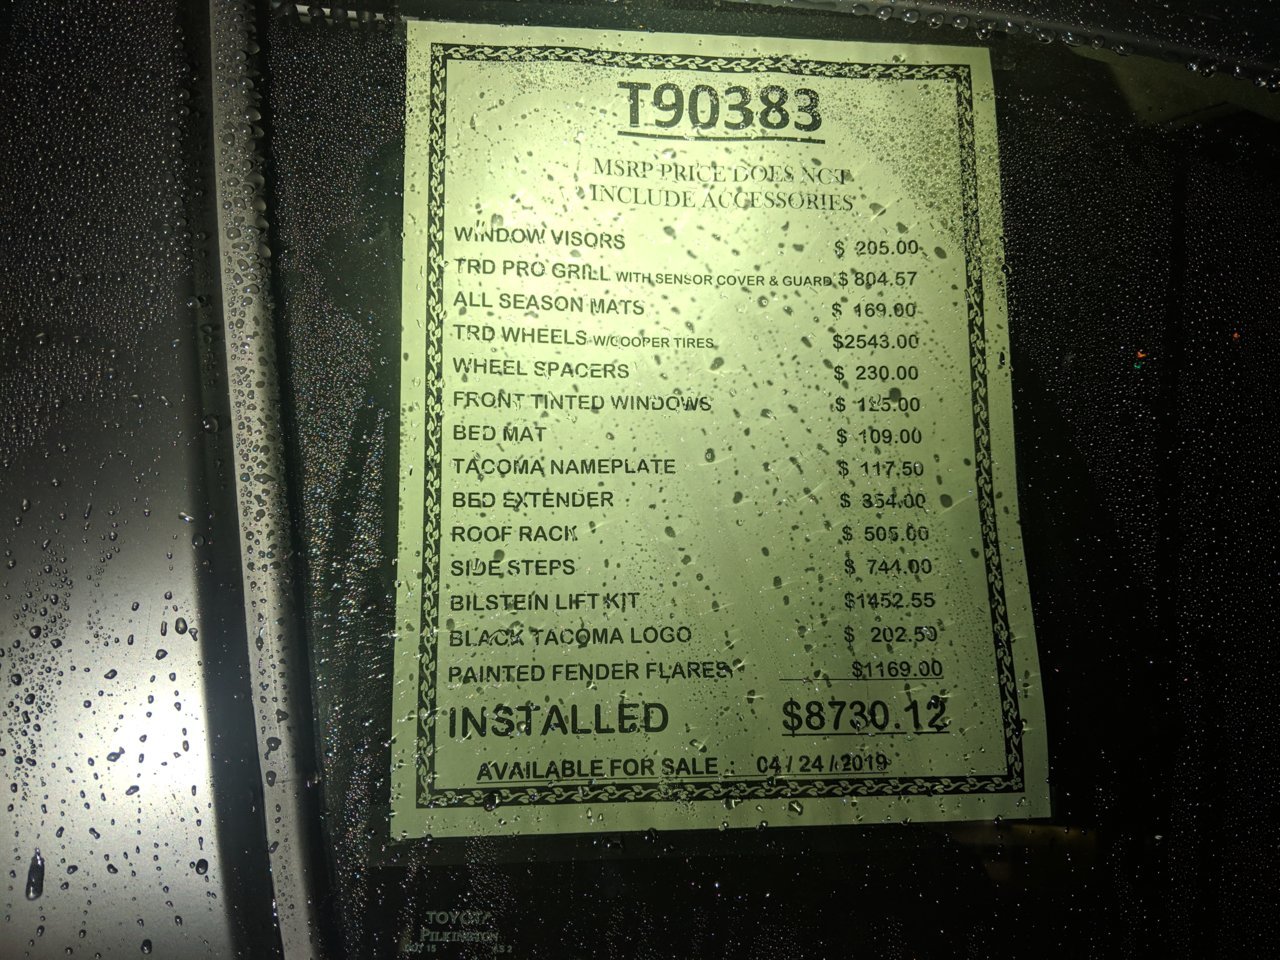 T90383
MSRP PRICE DOES NOT
INCLUDE ACCESSORIES
WINDOW VISORS $ 205.00
TRD PRO GRILL WITH SENSOR COVER & GUARD $ 804.57
ALL SEASON MATS $ 169.00
TRD WHEELS W/COOPER TIRES $2543.00
WHEEL SPACERS $ 230.00
FRONT TINTED WINDOWS $ 125.00
BED MAT $ 109.00
TACOMA NAMEPLATE $ 117.50
BED EXTENDER $ 354.00
ROOF RACK $ 505.00
SIDE STEPS $ 744.00
BILSTEIN LIFT KIT $1452.55
BLACK TACOMA LOGO $ 202.50
PAINTED FENDER FLARES $1169.00
INSTALLED $8730.12
AVAILABLE FOR SALE : 04 / 24 / 2019
TOYOTA
PILKINGTON